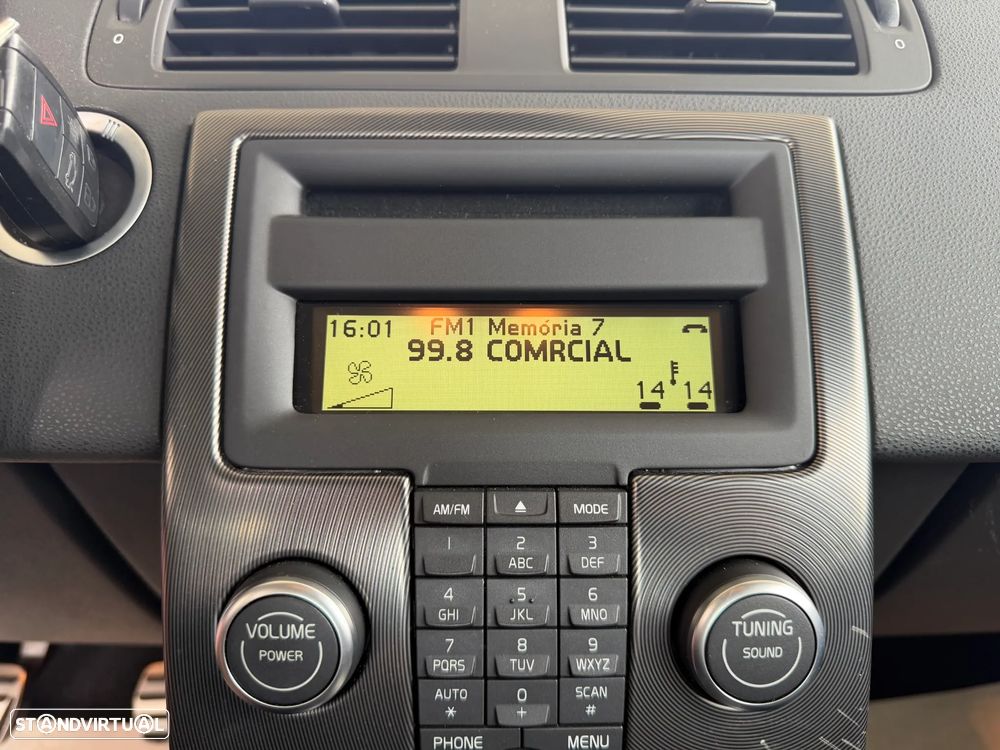 0
0
16:01 FM1 Memória 7
99.8 COMRCIAL
14 14
AM/FM MODE
1 2 ABC 3 DEF
4 GHI 5 JKL 6 MNO
VOLUME
POWER
TUNING
SOUND
7 PQRS 8 TUV 9 WXYZ
AUTO * 0 + SCAN #
PHONE MENU
STANDVIRTUAL